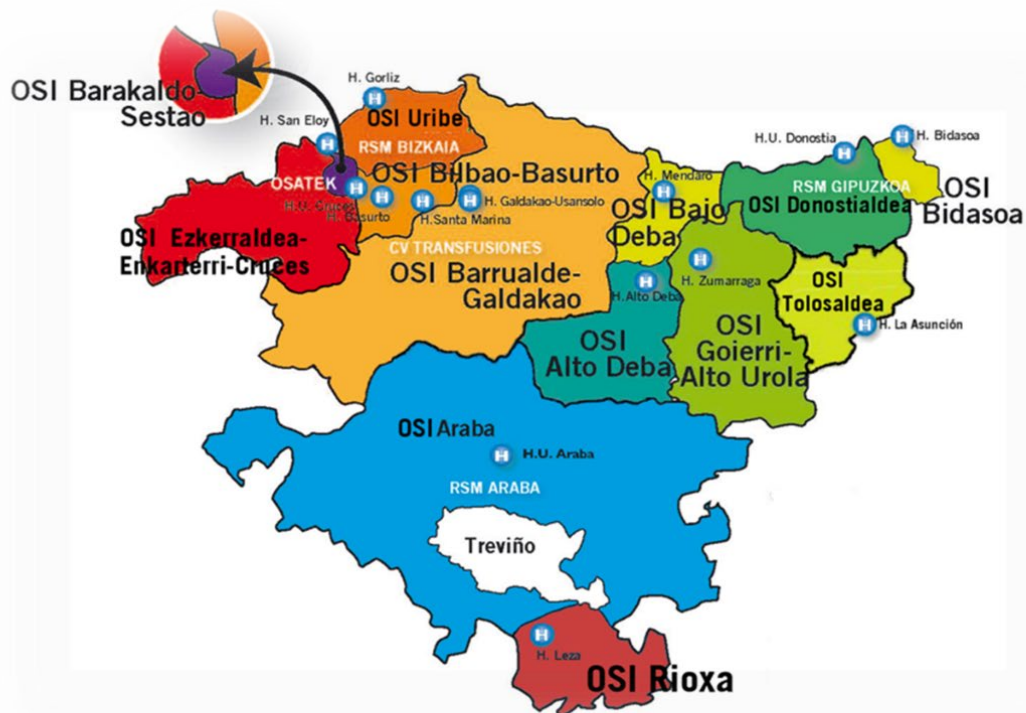 OSI Barakaldo-
Sestao
H. Gorliz
OSI Uribe
H. San Eloy
RSM BIZKAIA
OSATEK
OSI Bilbao-Basurto
H.U. Cruces
H. Basurto
H.Santa Marina
H. Galdakao-Usansolo
OSI Ezkerraldea-
Enkarterri-Cruces
CV TRANSFUSIONES
OSI Barrualde-
Galdakao
H. Mendaro
OSI Bajo
Deba
H.U. Donostia
H. Bidasoa
RSM GIPUZKOA
OSI Donostialdea
OSI
Bidasoa
H. Zumarraga
H. Alto Deba
OSI
Tolosaldea
H. La Asunción
OSI
Alto Deba
OSI
Goierri-
Alto Urola
OSI Araba
H.U. Araba
RSM ARABA
Treviño
H. Leza
OSI Rioxa